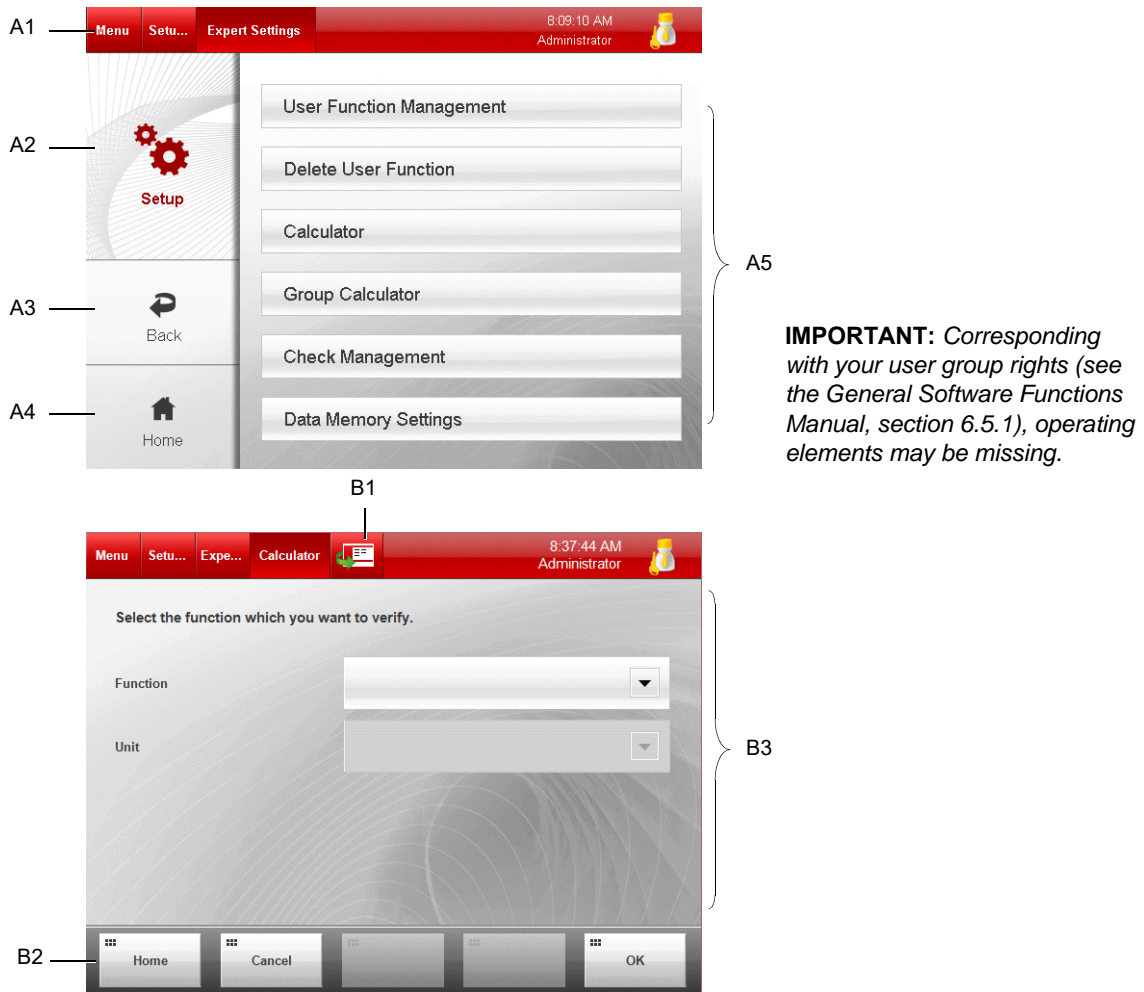 A1
Menu Setu... Expert Settings
8:09:10 AM
Administrator
User Function Management
A2
Delete User Function
Setup
Calculator
A5
Group Calculator
A3
Back
Check Management
A4
Data Memory Settings
Home
IMPORTANT: Corresponding
with your user group rights (see
the General Software Functions
Manual, section 6.5.1), operating
elements may be missing.
B1
Menu Setu... Expe... Calculator
8:37:44 AM
Administrator
Select the function which you want to verify.
Function
Unit
B3
B2
Home Cancel OK